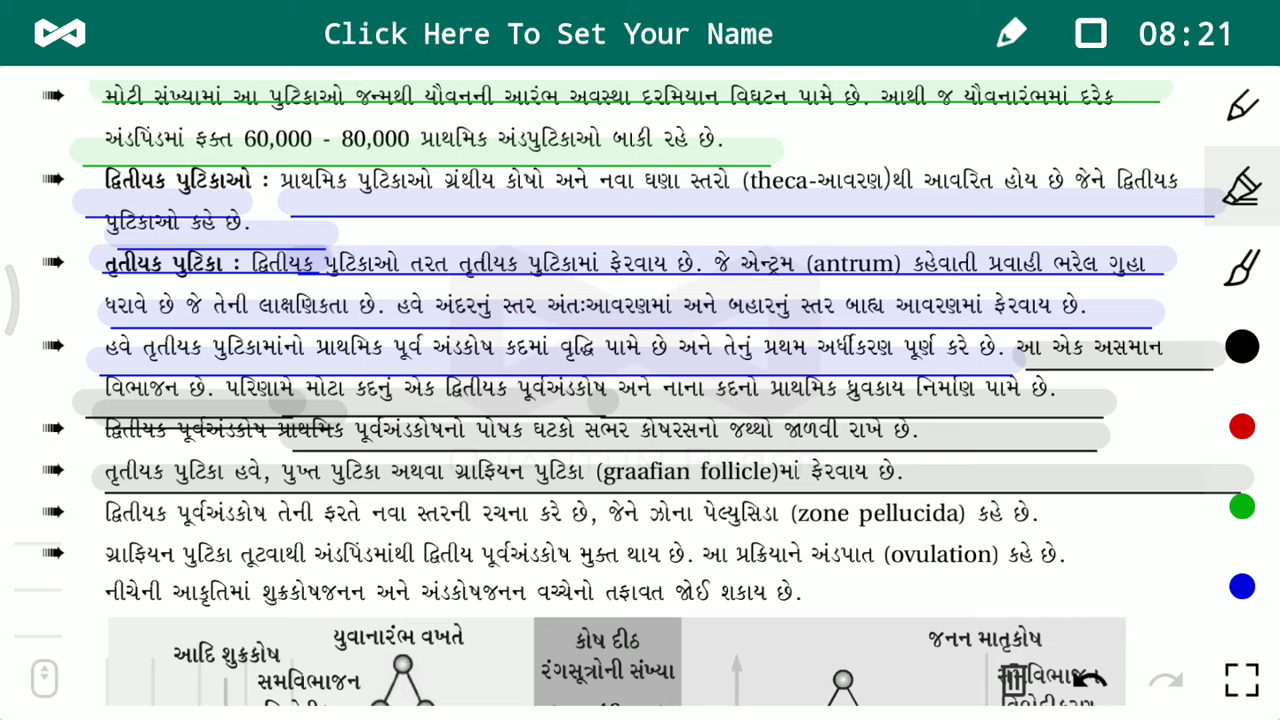 Click Here To Set Your Name
08:21
મોટી સંખ્યામાં આ પુટિકાઓ જન્મથી યૌવનની આરંભ અવસ્થા દરમિયાન વિઘટન પામે છે. આથી જ યૌવનારંભમાં દરેક
અંડપિંડમાં ફક્ત 60,000 - 80,000 પ્રાથમિક અંડપુટિકાઓ બાકી રહે છે.
દ્વિતીયક પુટિકાઓ : પ્રાથમિક પુટિકાઓ ગ્રંથીય કોષો અને નવા ઘણા સ્તરો (theca-આવરણ)થી આવરિત હોય છે જેને દ્વિતીયક
પુટિકાઓ કહે છે.
તૃતીયક પુટિકા : દ્વિતીયક પુટિકાઓ તરત તૃતીયક પુટિકામાં ફેરવાય છે. જે એન્ટ્રમ (antrum) કહેવાતી પ્રવાહી ભરેલ ગુહા
ધરાવે છે જે તેની લાક્ષણિકતા છે. હવે અંદરનું સ્તર અંતઃઆવરણમાં અને બહારનું સ્તર બાહ્ય આવરણમાં ફેરવાય છે.
હવે તૃતીયક પુટિકામાંનો પ્રાથમિક પૂર્વ અંડકોષ કદમાં વૃદ્ધિ પામે છે અને તેનું પ્રથમ અર્ધીકરણ પૂર્ણ કરે છે. આ એક અસમાન
વિભાજન છે. પરિણામે મોટા કદનું એક દ્વિતીયક પૂર્વઅંડકોષ અને નાના કદનો પ્રાથમિક ધ્રુવકાય નિર્માણ પામે છે.
દ્વિતીયક પૂર્વઅંડકોષ પ્રાથમિક પૂર્વઅંડકોષનો પોષક ઘટકો સભર કોષરસનો જથ્થો જાળવી રાખે છે.
તૃતીયક પુટિકા હવે, પુખ્ત પુટિકા અથવા ગ્રાફિયન પુટિકા (graafian follicle)માં ફેરવાય છે.
દ્વિતીયક પૂર્વઅંડકોષ તેની ફરતે નવા સ્તરની રચના કરે છે, જેને ઝોના પેલ્યુસિડા (zone pellucida) કહે છે.
ગ્રાફિયન પુટિકા તૂટવાથી અંડપિંડમાંથી દ્વિતીય પૂર્વઅંડકોષ મુક્ત થાય છે. આ પ્રક્રિયાને અંડપાત (ovulation) કહે છે.
નીચેની આકૃતિમાં શુક્રકોષજનન અને અંડકોષજનન વચ્ચેનો તફાવત જોઈ શકાય છે.
યુવાનારંભ વખતે
કોષ દીઠ
જનન માતૃકોષ
આદિ શુક્રકોષ
રંગસૂત્રોની સંખ્યા
સમવિભાજન
સમવિભાજન